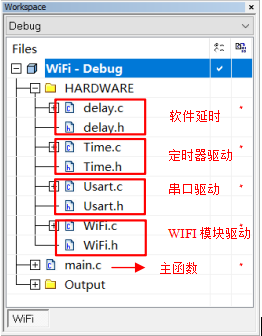 Workspace
Debug
Files
WiFi - Debug
HARDWARE
delay.c
delay.h
软件延时
Time.c
Time.h
定时器驱动
Usart.c
Usart.h
串口驱动
WiFi.c
WiFi.h
WIFI 模块驱动
main.c
主函数
Output
WiFi